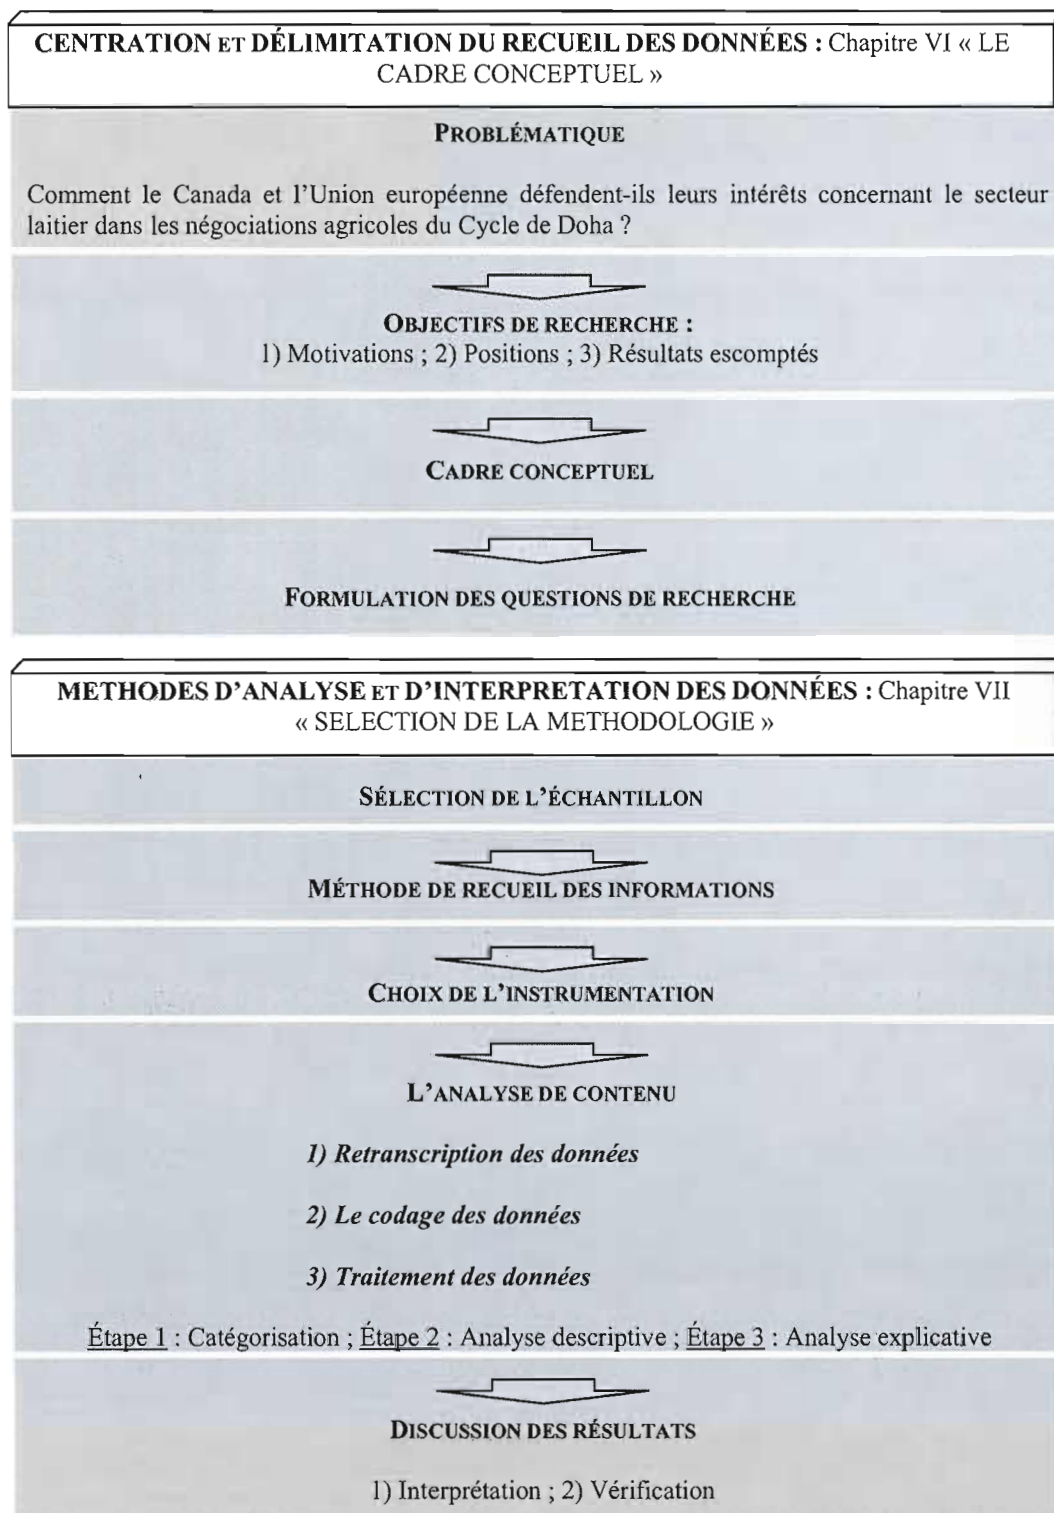 CENTRATION ET DÉLIMITATION DU RECUEIL DES DONNÉES : Chapitre VI « LE
CADRE CONCEPTUEL »
PROBLÉMATIQUE
Comment le Canada et l'Union européenne défendent-ils leurs intérêts concernant le secteur
laitier dans les négociations agricoles du Cycle de Doha ?
OBJECTIFS DE RECHERCHE :
1) Motivations ; 2) Positions ; 3) Résultats escomptés
CADRE CONCEPTUEL
FORMULATION DES QUESTIONS DE RECHERCHE
METHODES D'ANALYSE ET D'INTERPRETATION DES DONNÉES : Chapitre VII
« SELECTION DE LA METHODOLOGIE »
SÉLECTION DE L'ÉCHANTILLON
MÉTHODE DE RECUEIL DES INFORMATIONS
CHOIX DE L'INSTRUMENTATION
L'ANALYSE DE CONTENU
1) Retranscription des données
2) Le codage des données
3) Traitement des données
Étape 1 : Catégorisation ; Étape 2 : Analyse descriptive ; Étape 3 : Analyse explicative
DISCUSSION DES RÉSULTATS
1) Interprétation ; 2) Vérification